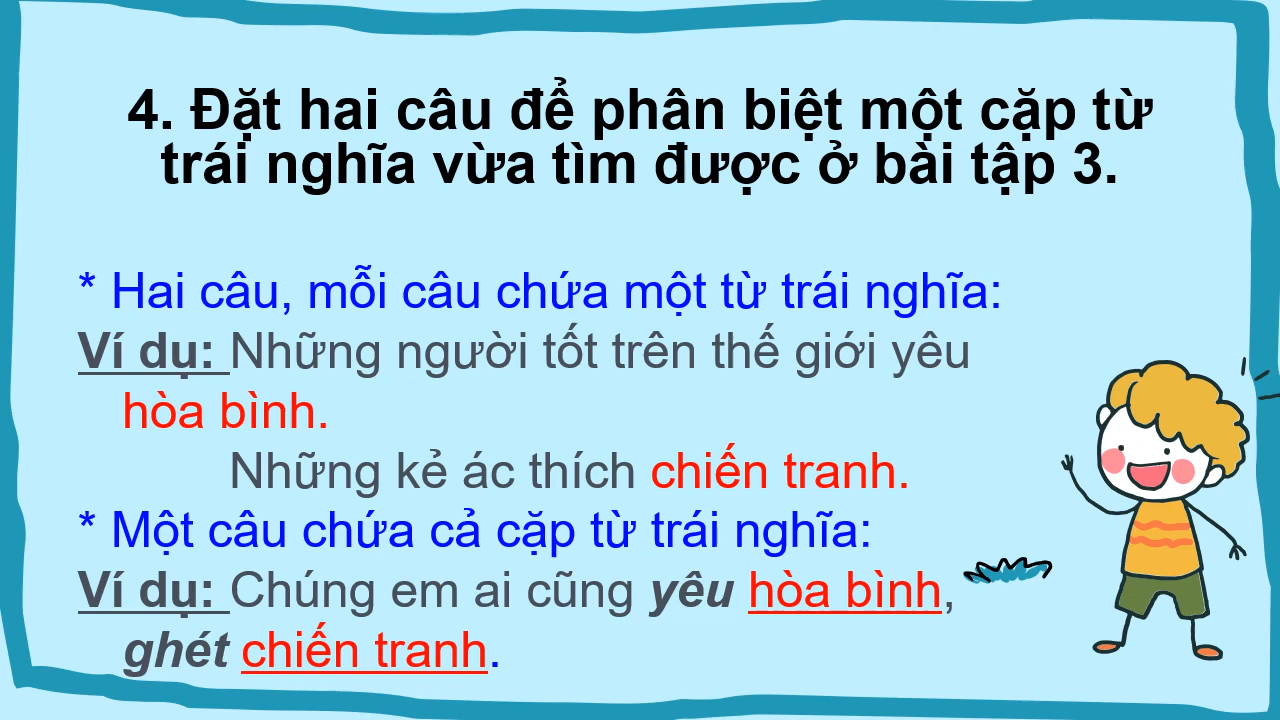 4. Đặt hai câu để phân biệt một cặp từ
trái nghĩa vừa tìm được ở bài tập 3.
* Hai câu, mỗi câu chứa một từ trái nghĩa:
Ví dụ: Những người tốt trên thế giới yêu
hòa bình.
Những kẻ ác thích chiến tranh.
* Một câu chứa cả cặp từ trái nghĩa:
Ví dụ: Chúng em ai cũng yêu hòa bình,
ghét chiến tranh.